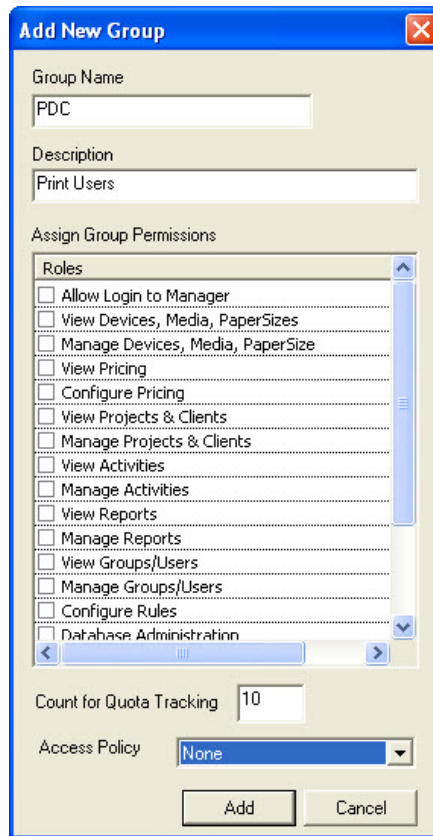 Add New Group
Group Name
PDC
Description
Print Users
Assign Group Permissions
Roles
Allow Login to Manager
View Devices, Media, PaperSizes
Manage Devices, Media, PaperSize
View Pricing
Configure Pricing
View Projects & Clients
Manage Projects & Clients
View Activities
Manage Activities
View Reports
Manage Reports
View Groups/Users
Manage Groups/Users
Configure Rules
Database Administration
Count for Quota Tracking 10
Access Policy None
Add Cancel